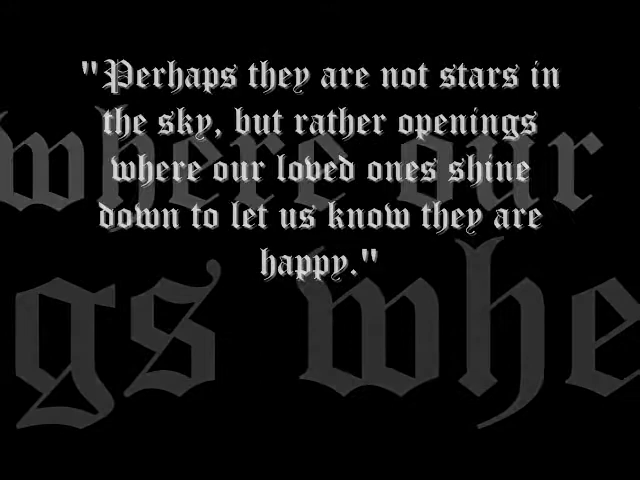 "Perhaps they are not stars in
the sky, but rather openings
where our loved ones shine
down to let us know they are
happy."
where our
gs whe